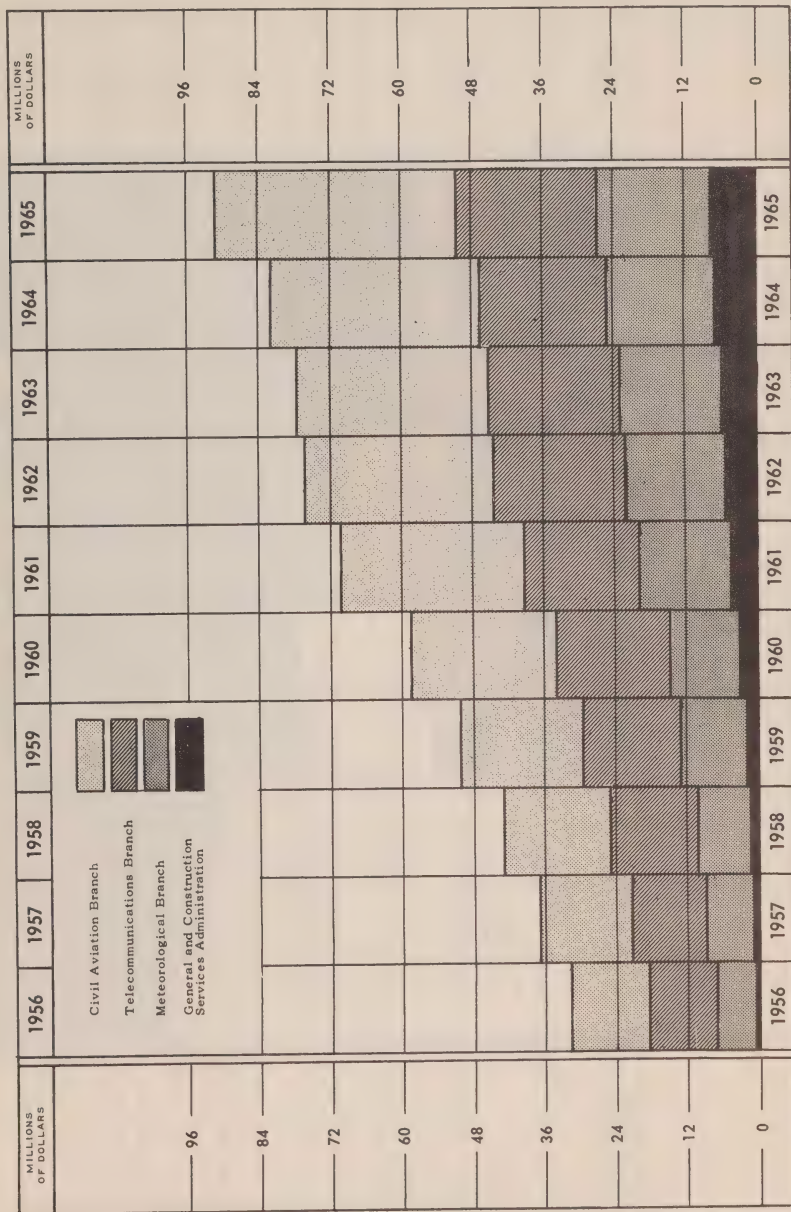 MILLIONS
OF DOLLARS
1956 1957 1958 1959 1960 1961 1962 1963 1964 1965
MILLIONS
OF DOLLARS
Civil Aviation Branch
Telecommunications Branch
Meteorological Branch
General and Construction
Services Administration
96 96
84 84
72 72
60 60
48 48
36 36
24 24
12 12
0 0
1956 1957 1958 1959 1960 1961 1962 1963 1964 1965